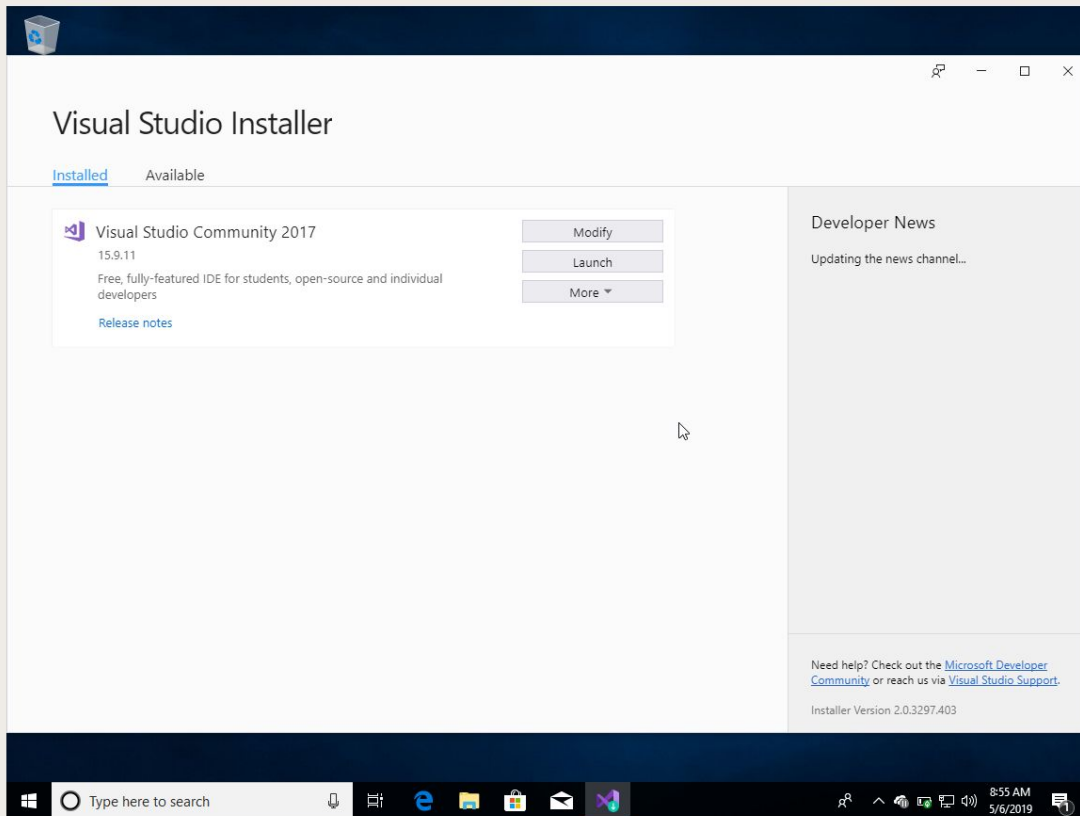 Visual Studio Installer
Installed
Available
Visual Studio Community 2017
15.9.11
Free, fully-featured IDE for students, open-source and individual
developers
Release notes
Modify
Launch
More
Developer News
Updating the news channel...
Need help? Check out the Microsoft Developer
Community or reach us via Visual Studio Support.
Installer Version 2.0.3297.403
Type here to search
8:55 AM
5/6/2019
1